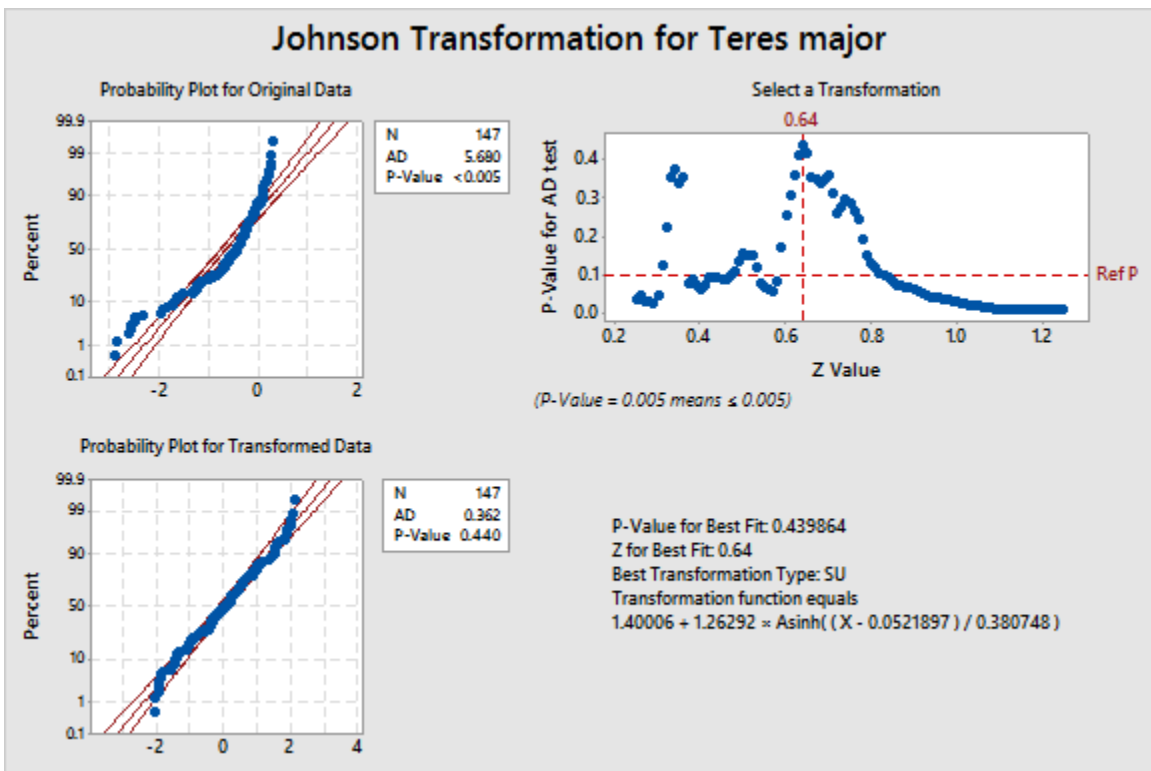 Johnson Transformation for Teres major
Probability Plot for Original Data
Percent
99.9
99
90
50
10
1
0.1
-2 0 2
N 147
AD 5.680
P-Value <0.005
Select a Transformation
0.64
P-Value for AD test
0.4
0.3
0.2
0.1
0.0
Ref P
0.2 0.4 0.6 0.8 1.0 1.2
Z Value
(P-Value = 0.005 means ≤ 0.005)
Probability Plot for Transformed Data
Percent
99.9
99
90
50
10
1
0.1
-2 0 2 4
N 147
AD 0.362
P-Value 0.440
P-Value for Best Fit: 0.439864
Z for Best Fit: 0.64
Best Transformation Type: SU
Transformation function equals
1.40006 + 1.26292 × Asinh( ( X - 0.0521897 ) / 0.380748 )